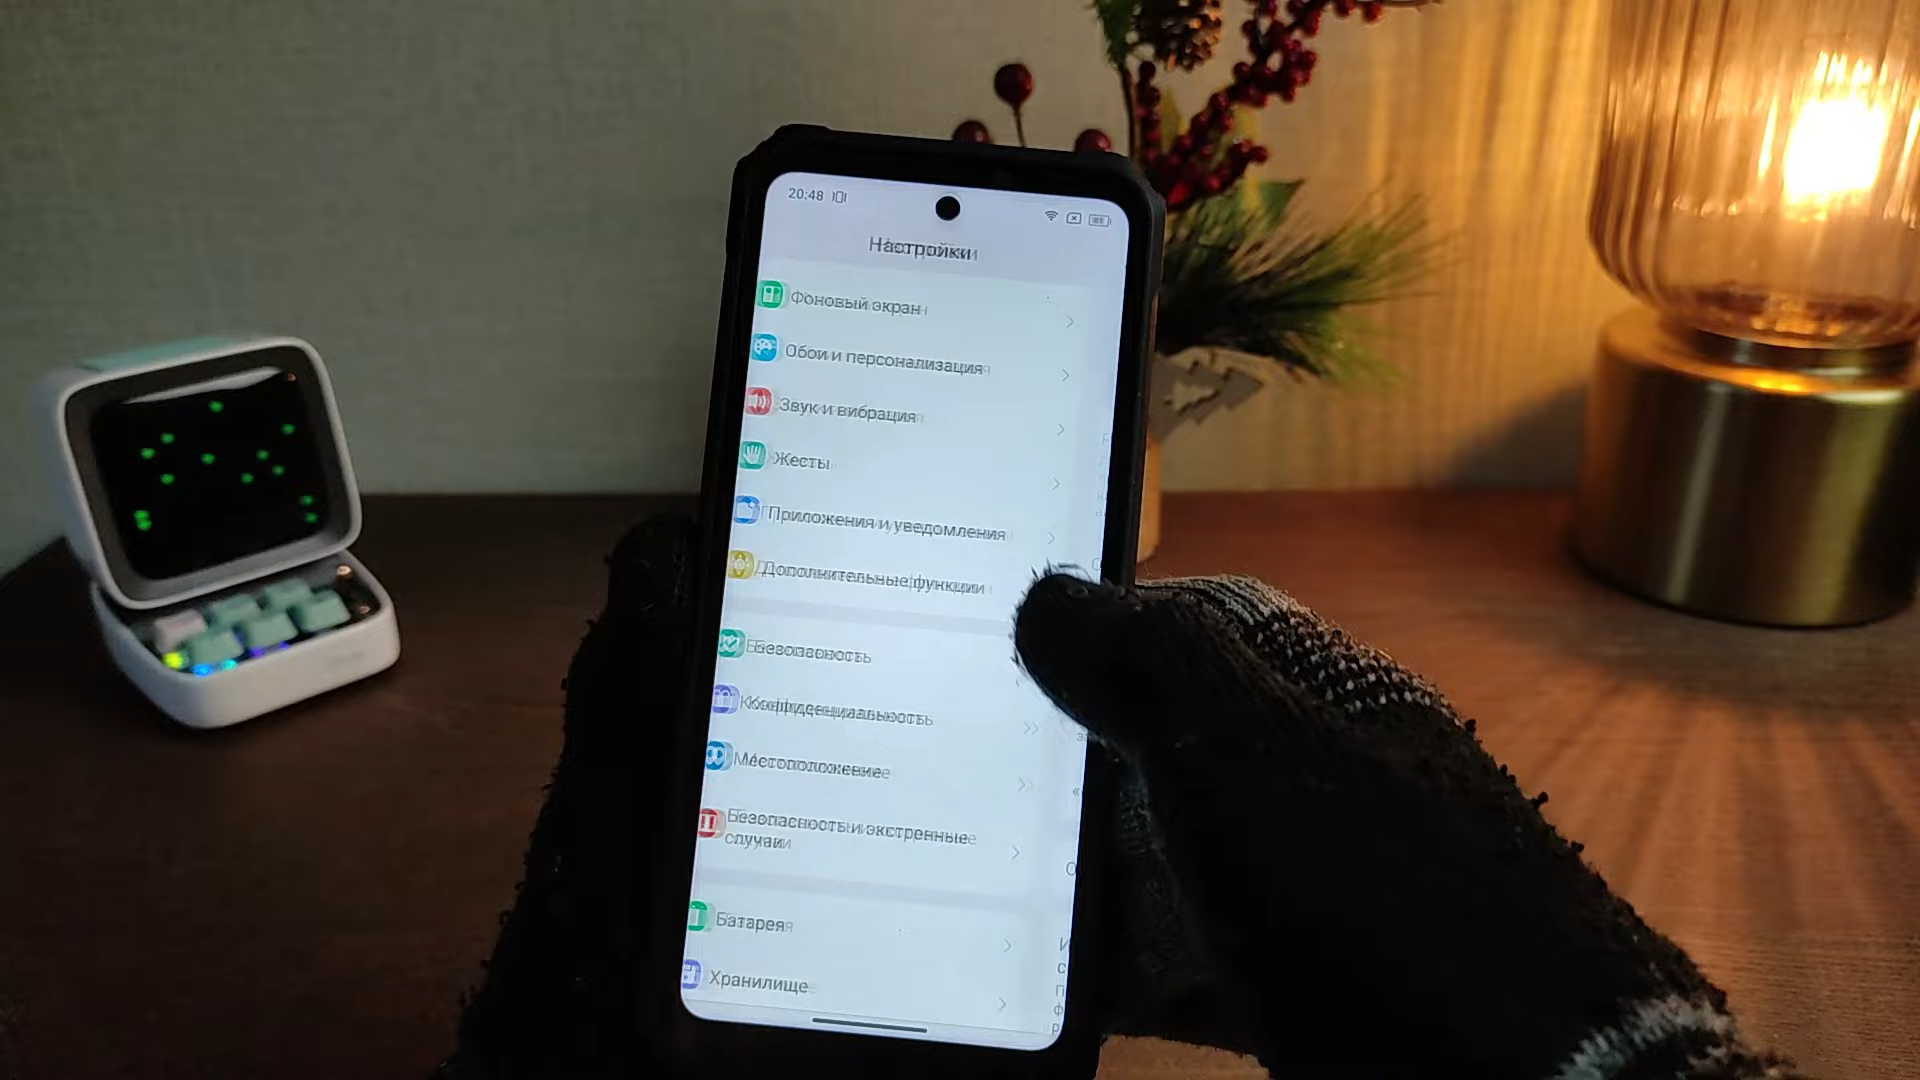 20:48
Настройки
Фоновый экран
Обои и персонализация
Звук и вибрация
Жесты
Приложения и уведомления
Дополнительные функции
Безопасность
Конфиденциальность
Местоположение
Безопасность и экстренные
случаи
Батарея
Хранилище